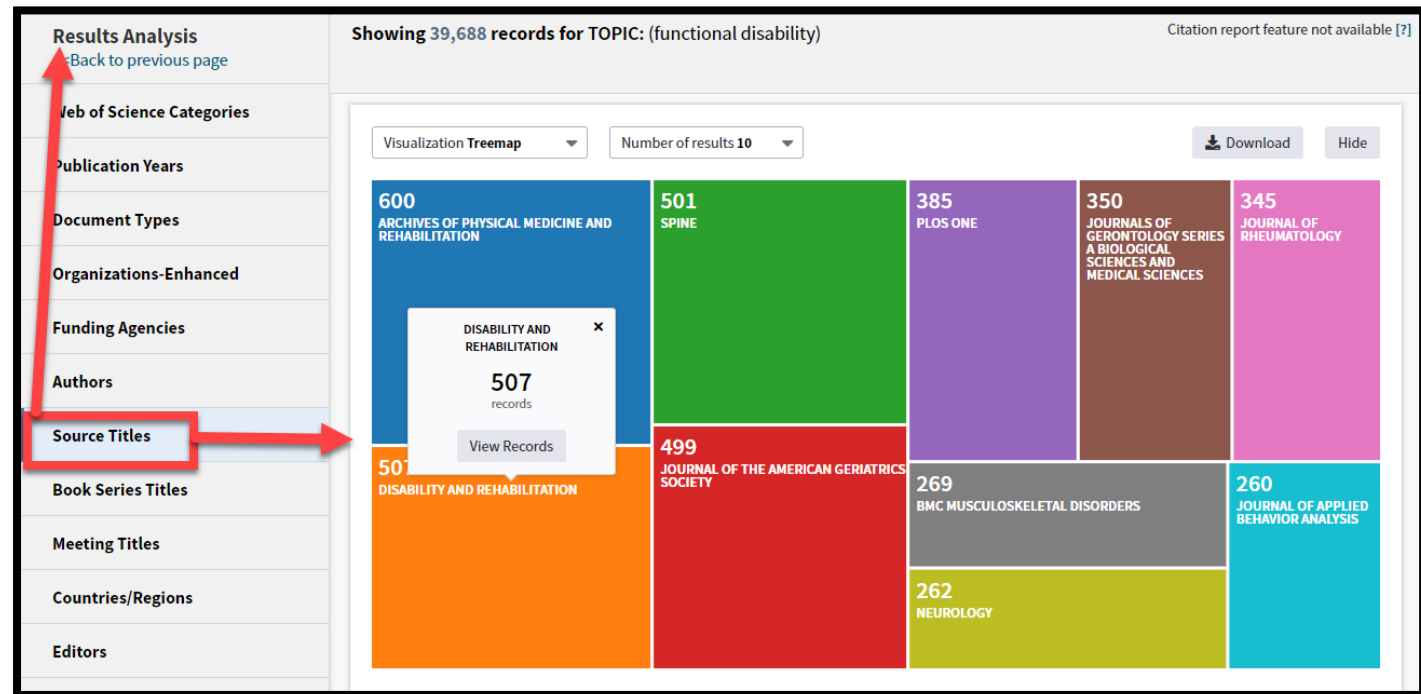 Results Analysis
<Back to previous page
Web of Science Categories
Publication Years
Document Types
Organizations-Enhanced
Funding Agencies
Authors
Source Titles
Book Series Titles
Meeting Titles
Countries/Regions
Editors
Showing 39,688 records for TOPIC: (functional disability)
Citation report feature not available [?]
Visualization Treemap
Number of results 10
Download
Hide
600
ARCHIVES OF PHYSICAL MEDICINE AND
REHABILITATION
501
SPINE
385
PLOS ONE
350
JOURNALS OF
GERONTOLOGY SERIES
A BIOLOGICAL
SCIENCES AND
MEDICAL SCIENCES
345
JOURNAL OF
RHEUMATOLOGY
DISABILITY AND
REHABILITATION
×
507
records
View Records
507
DISABILITY AND REHABILITATION
499
JOURNAL OF THE AMERICAN GERIATRICS
SOCIETY
269
BMC MUSCULOSKELETAL DISORDERS
260
JOURNAL OF APPLIED
BEHAVIOR ANALYSIS
262
NEUROLOGY